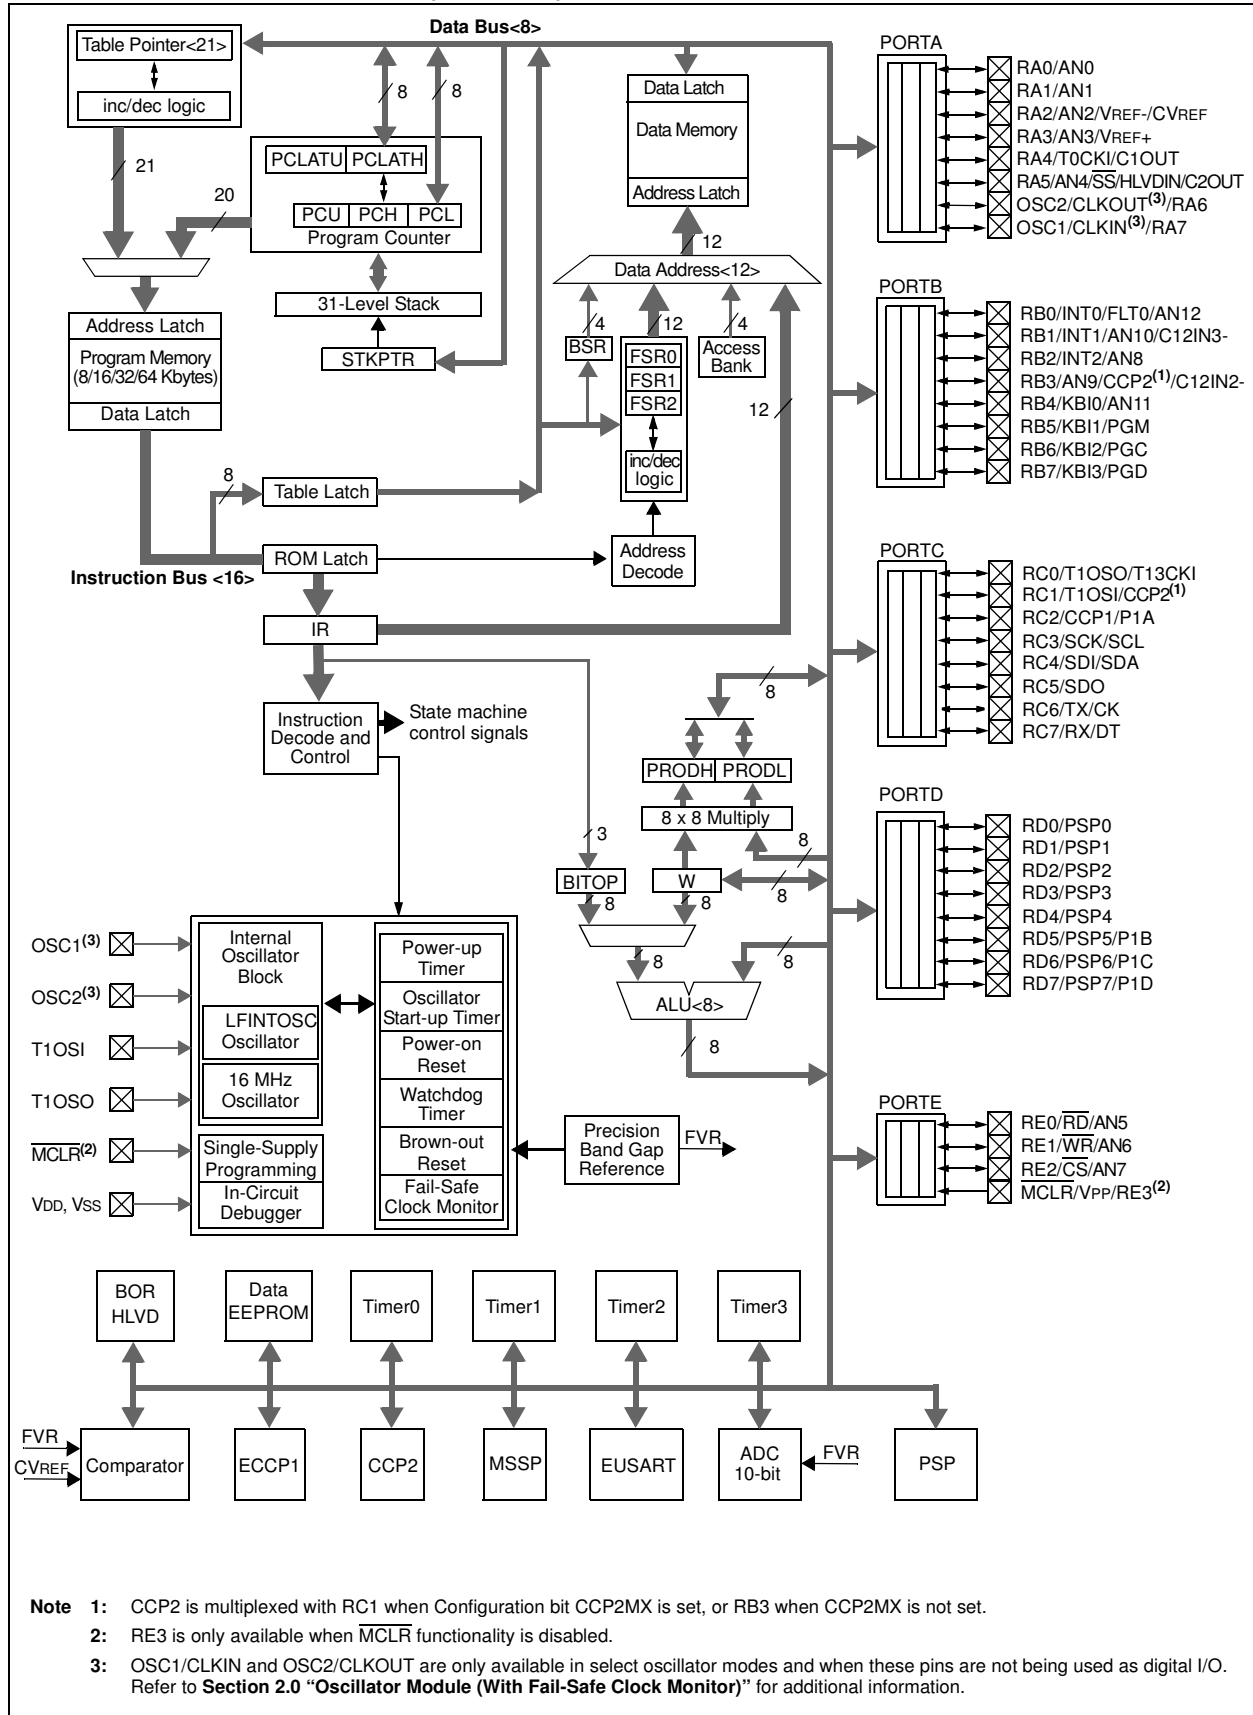 Data Bus<8>
Table Pointer<21>
inc/dec logic
21
20
8
8
PCLATU PCLATH
PCU PCH PCL
Program Counter
31-Level Stack
STKPTR
Address Latch
Program Memory
(8/16/32/64 Kbytes)
Data Latch
8
Table Latch
ROM Latch
Instruction Bus <16>
IR
Data Latch
Data Memory
Address Latch
12
Data Address<12>
4
12
4
BSR
FSR0
FSR1
FSR2
inc/dec
logic
Access
Bank
12
Address
Decode
Instruction
Decode and
Control
State machine
control signals
8
PRODH PRODL
8 x 8 Multiply
3
8
BITOP
W
8
8
8
8
8
ALU<8>
8
OSC1(3)
OSC2(3)
T1OSI
T1OSO
MCLR(2)
VDD, VSS
Internal
Oscillator
Block
LFINTOSC
Oscillator
16 MHz
Oscillator
Single-Supply
Programming
In-Circuit
Debugger
Power-up
Timer
Oscillator
Start-up Timer
Power-on
Reset
Watchdog
Timer
Brown-out
Reset
Fail-Safe
Clock Monitor
Precision
Band Gap
Reference
FVR
PORTA
RA0/AN0
RA1/AN1
RA2/AN2/VREF-/CVREF
RA3/AN3/VREF+
RA4/T0CKI/C1OUT
RA5/AN4/SS/HLVDIN/C2OUT
OSC2/CLKOUT(3)/RA6
OSC1/CLKIN(3)/RA7
PORTB
RB0/INT0/FLT0/AN12
RB1/INT1/AN10/C12IN3-
RB2/INT2/AN8
RB3/AN9/CCP2(1)/C12IN2-
RB4/KBI0/AN11
RB5/KBI1/PGM
RB6/KBI2/PGC
RB7/KBI3/PGD
PORTC
RC0/T1OSO/T13CKI
RC1/T1OSI/CCP2(1)
RC2/CCP1/P1A
RC3/SCK/SCL
RC4/SDI/SDA
RC5/SDO
RC6/TX/CK
RC7/RX/DT
PORTD
RD0/PSP0
RD1/PSP1
RD2/PSP2
RD3/PSP3
RD4/PSP4
RD5/PSP5/P1B
RD6/PSP6/P1C
RD7/PSP7/P1D
PORTE
RE0/RD/AN5
RE1/WR/AN6
RE2/CS/AN7
MCLR/VPP/RE3(2)
BOR
HLVD
Data
EEPROM
Timer0
Timer1
Timer2
Timer3
FVR
CVREF
Comparator
ECCP1
CCP2
MSSP
EUSART
ADC
10-bit
FVR
PSP
Note 1: CCP2 is multiplexed with RC1 when Configuration bit CCP2MX is set, or RB3 when CCP2MX is not set.
2: RE3 is only available when MCLR functionality is disabled.
3: OSC1/CLKIN and OSC2/CLKOUT are only available in select oscillator modes and when these pins are not being used as digital I/O.
Refer to Section 2.0 “Oscillator Module (With Fail-Safe Clock Monitor)” for additional information.